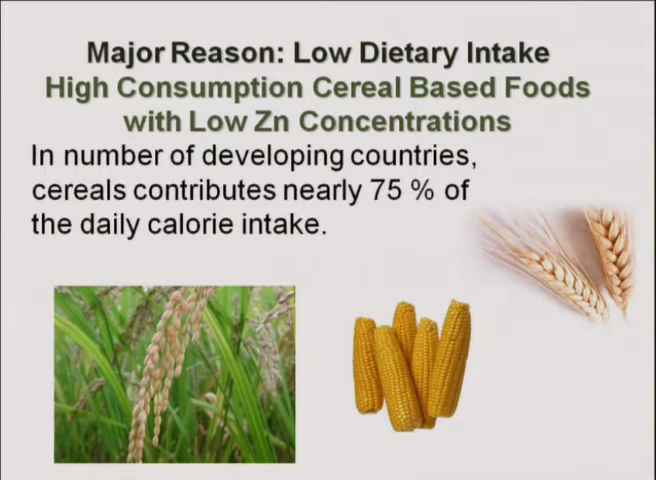 Major Reason: Low Dietary Intake
High Consumption Cereal Based Foods
with Low Zn Concentrations
In number of developing countries,
cereals contributes nearly 75 % of
the daily calorie intake.